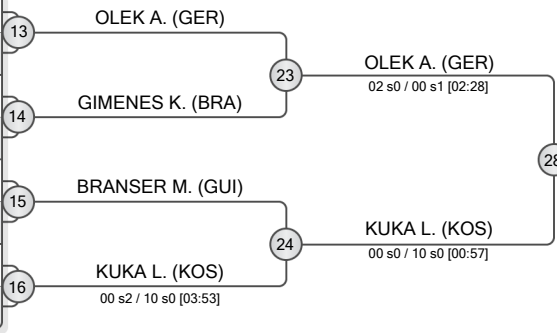 OLEK A. (GER)
13
23
OLEK A. (GER)
02 s0 / 00 s1 [02:28]
GIMENES K. (BRA)
14
28
BRANSER M. (GUI)
15
24
KUKA L. (KOS)
00 s0 / 10 s0 [00:57]
KUKA L. (KOS)
16
00 s2 / 10 s0 [03:53]